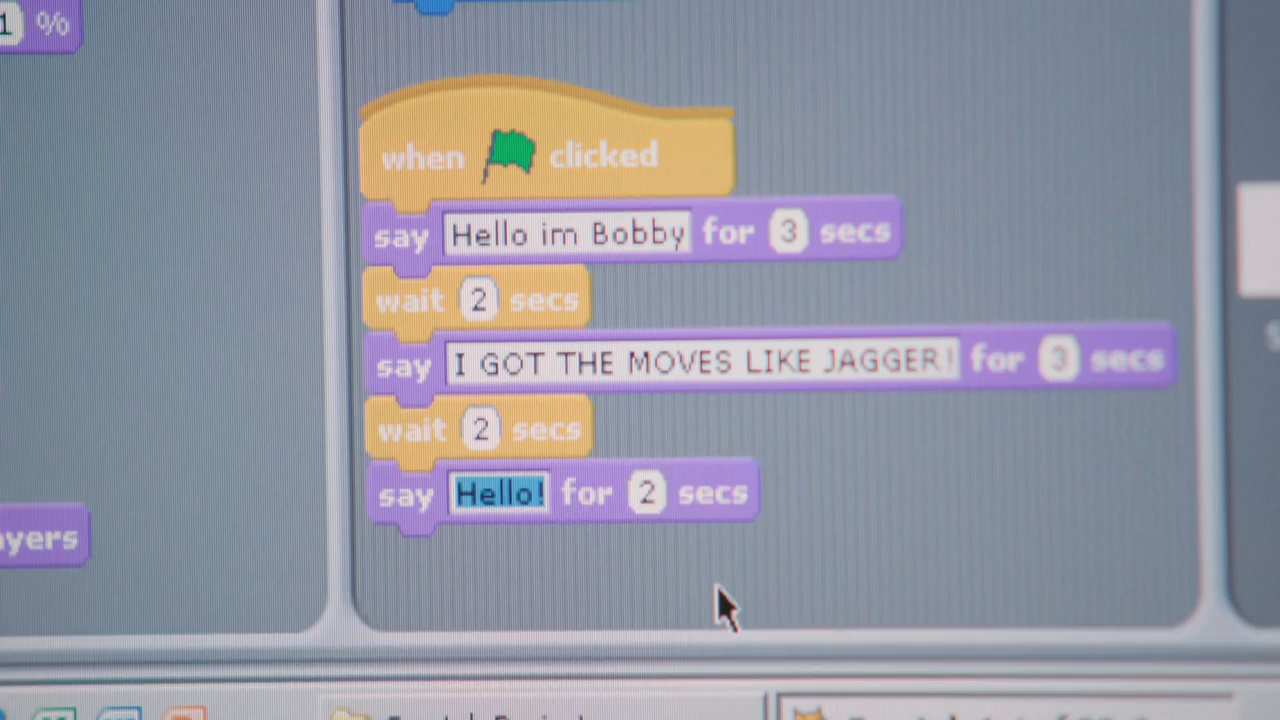 1 %
when clicked
say Hello im Bobby for 3 secs
wait 2 secs
say I GOT THE MOVES LIKE JAGGER! for 3 secs
wait 2 secs
say Hello! for 2 secs
ayers